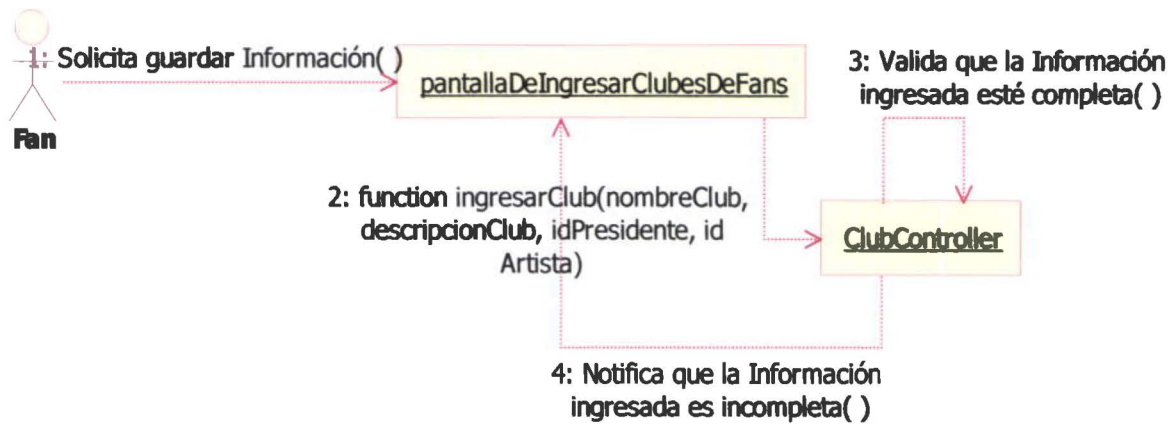 1: Solicita guardar Información( )
Fan
pantallaDeIngresarClubesDeFans
3: Valida que la Información
ingresada esté completa( )
2: function ingresarClub(nombreClub,
descripcionClub, idPresidente, id
Artista)
ClubController
4: Notifica que la Información
ingresada es incompleta( )